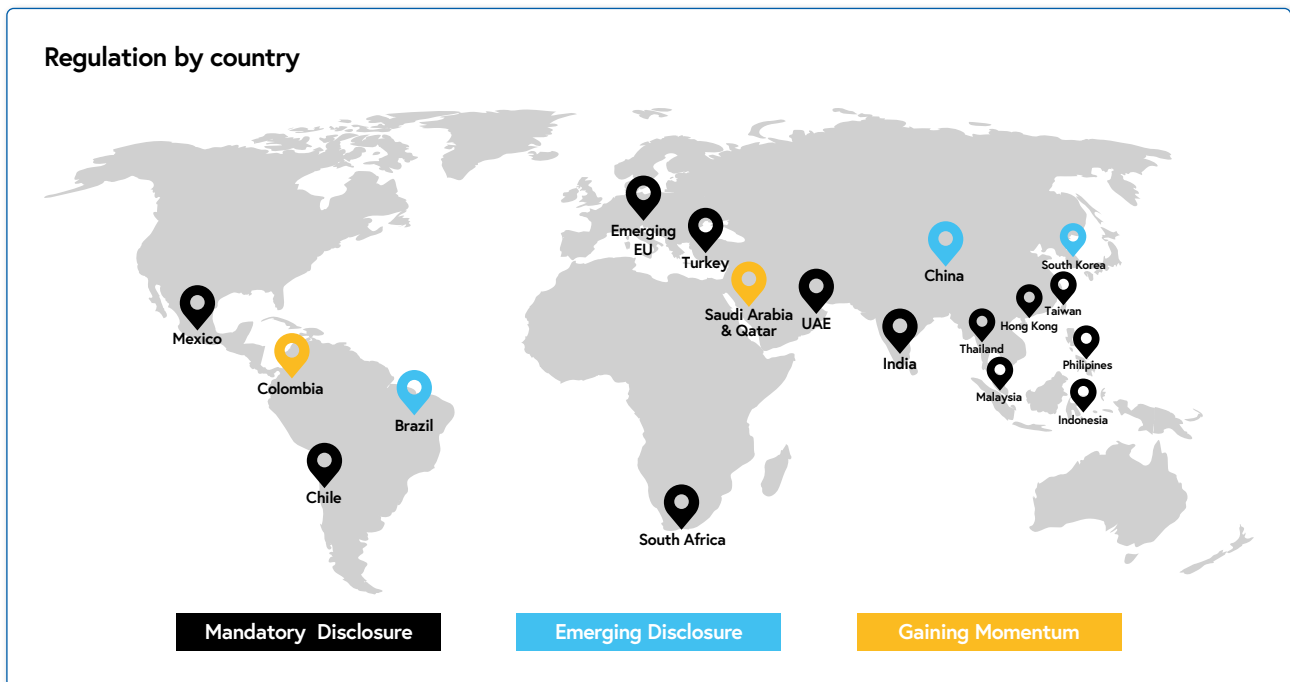 Regulation by country
Emerging
EU
Turkey
China
South Korea
Saudi Arabia
& Qatar
UAE
Taiwan
Hong Kong
Mexico
India
Thailand
Philipines
Colombia
Malaysia
Brazil
Indonesia
Chile
South Africa
Mandatory Disclosure
Emerging Disclosure
Gaining Momentum